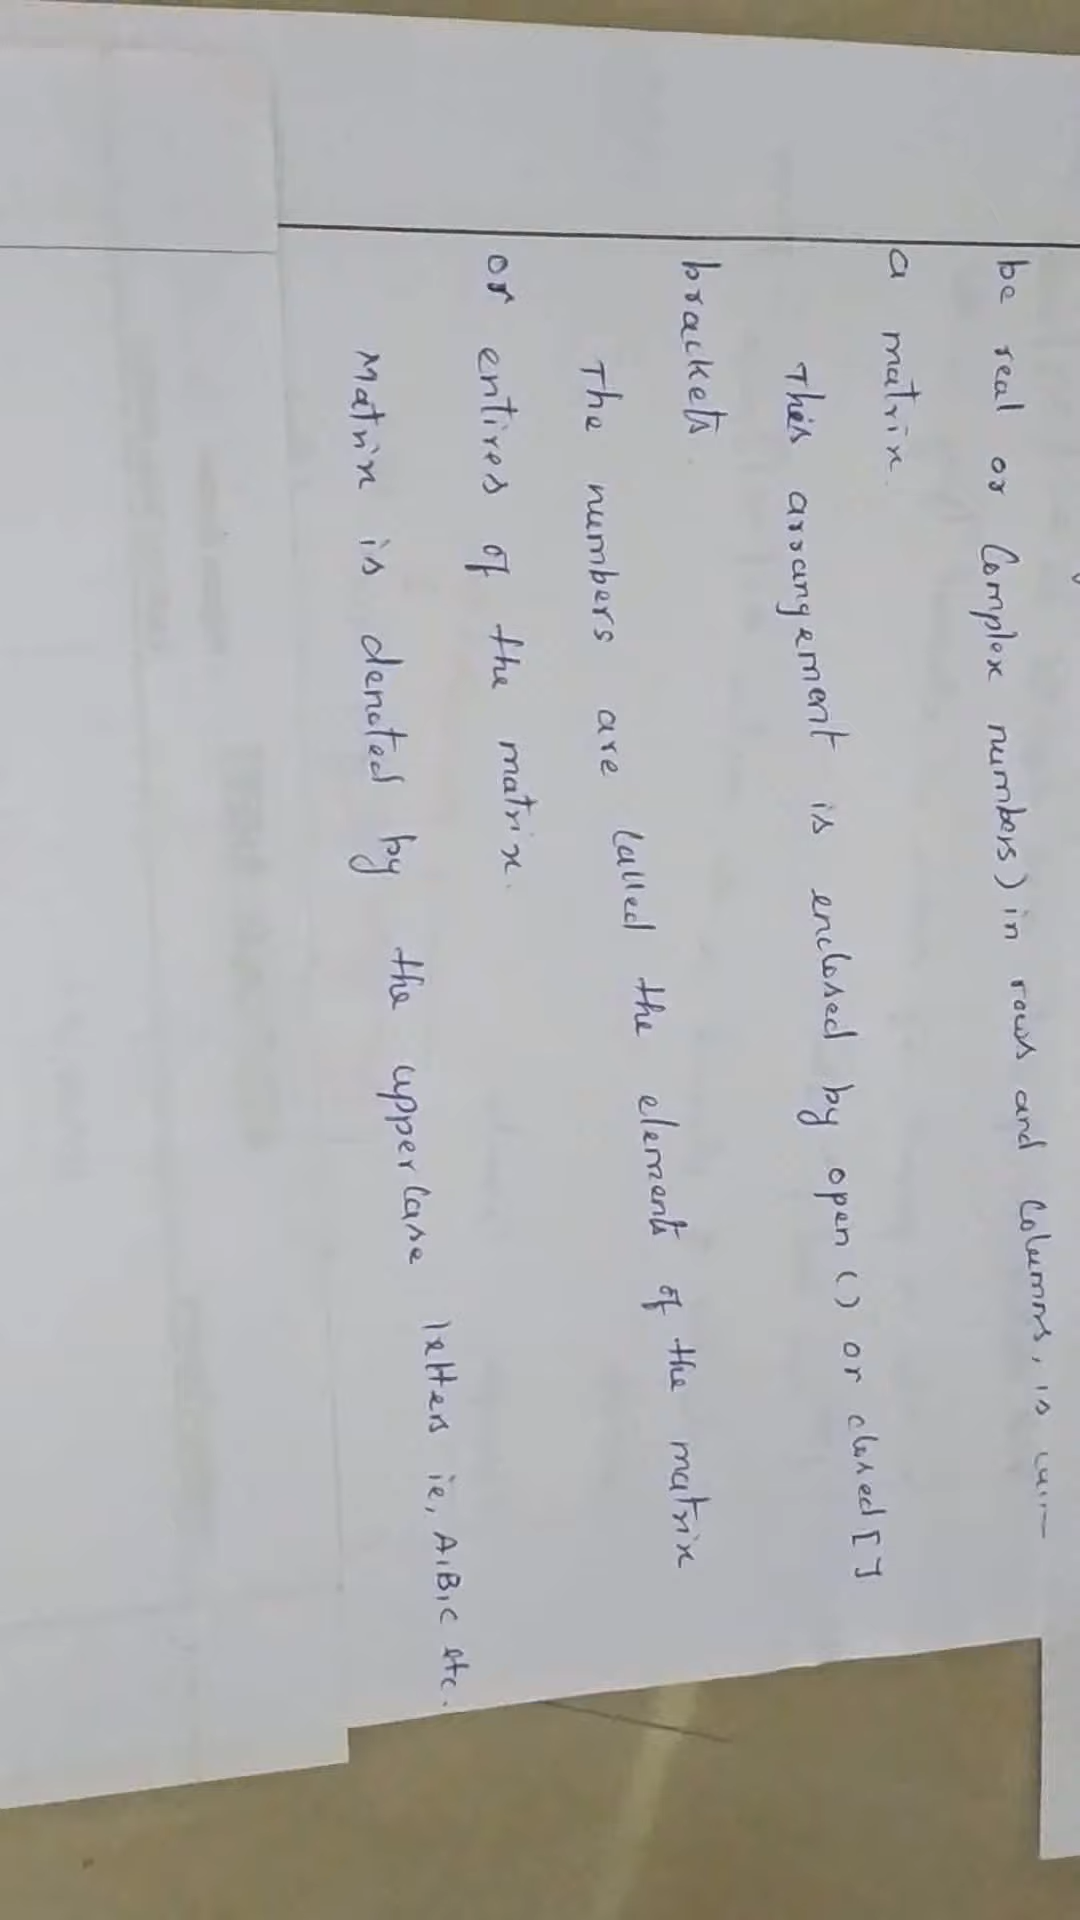 be real or Complex numbers) in rows and Columns, is
a matrix.
This arrangement is enclosed by open () or closed []
brackets.
The numbers are Called the elements of the matrix
or entires of the matrix.
Matrix is denoted by the uppercase letters ie, A,B,C etc.